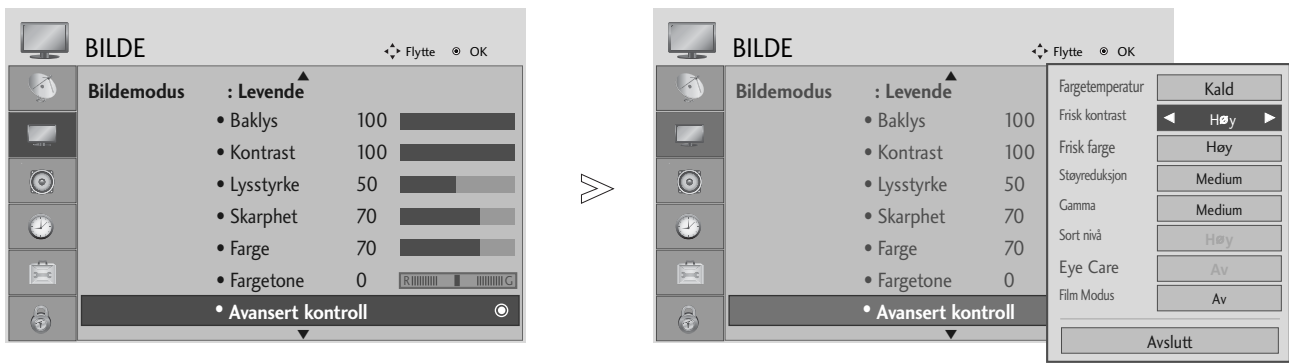 BILDE
Flytte OK
Bildemodus : Levende
• Baklys 100
• Kontrast 100
• Lysstyrke 50
• Skarphet 70
• Farge 70
• Fargetone 0 R G
• Avansert kontroll
BILDE
Flytte OK
Bildemodus : Levende
• Baklys 100
• Kontrast 100
• Lysstyrke 50
• Skarphet 70
• Farge 70
• Fargetone 0
• Avansert kontroll
Fargetemperatur Kald
Frisk kontrast Høy
Frisk farge Høy
Støyreduksjon Medium
Gamma Medium
Sort nivå Høy
Eye Care Av
Film Modus Av
Avslutt